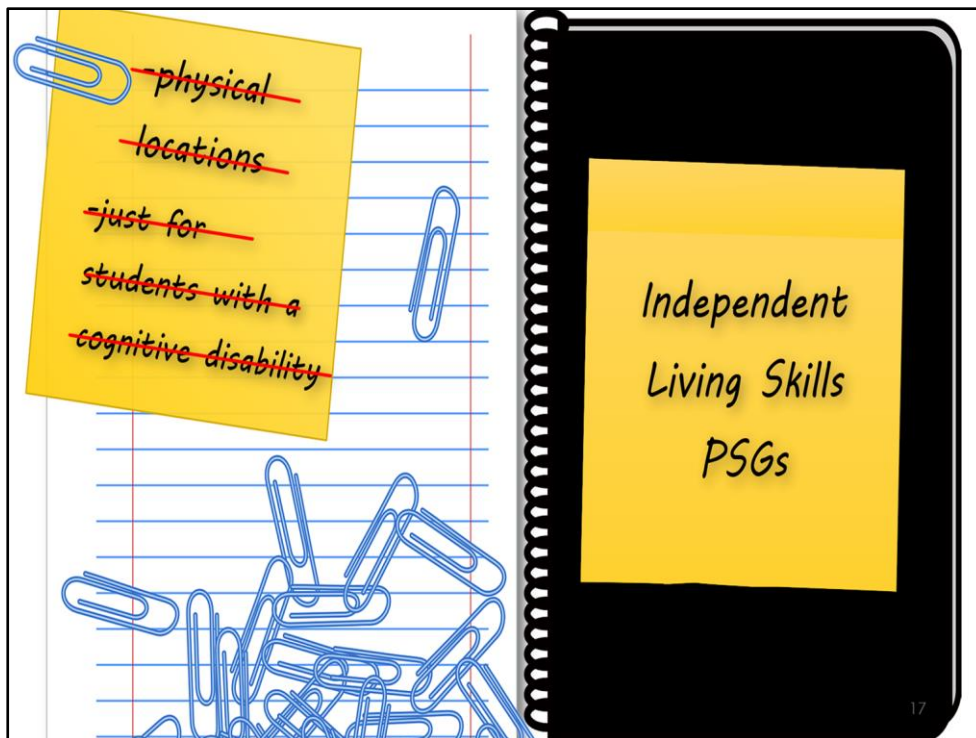 -physical
locations
-just for
students with a
cognitive disability
Independent
Living Skills
PSGs
17